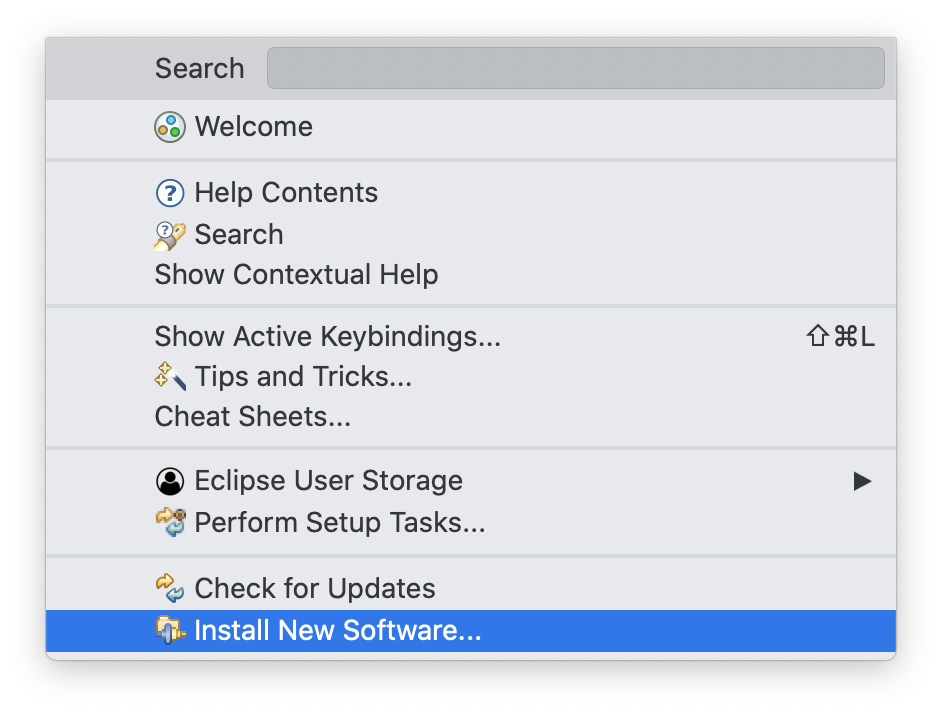 Search
Welcome
Help Contents
Search
Show Contextual Help
Show Active Keybindings... ⇧⌘L
Tips and Tricks...
Cheat Sheets...
Eclipse User Storage
Perform Setup Tasks...
Check for Updates
Install New Software...